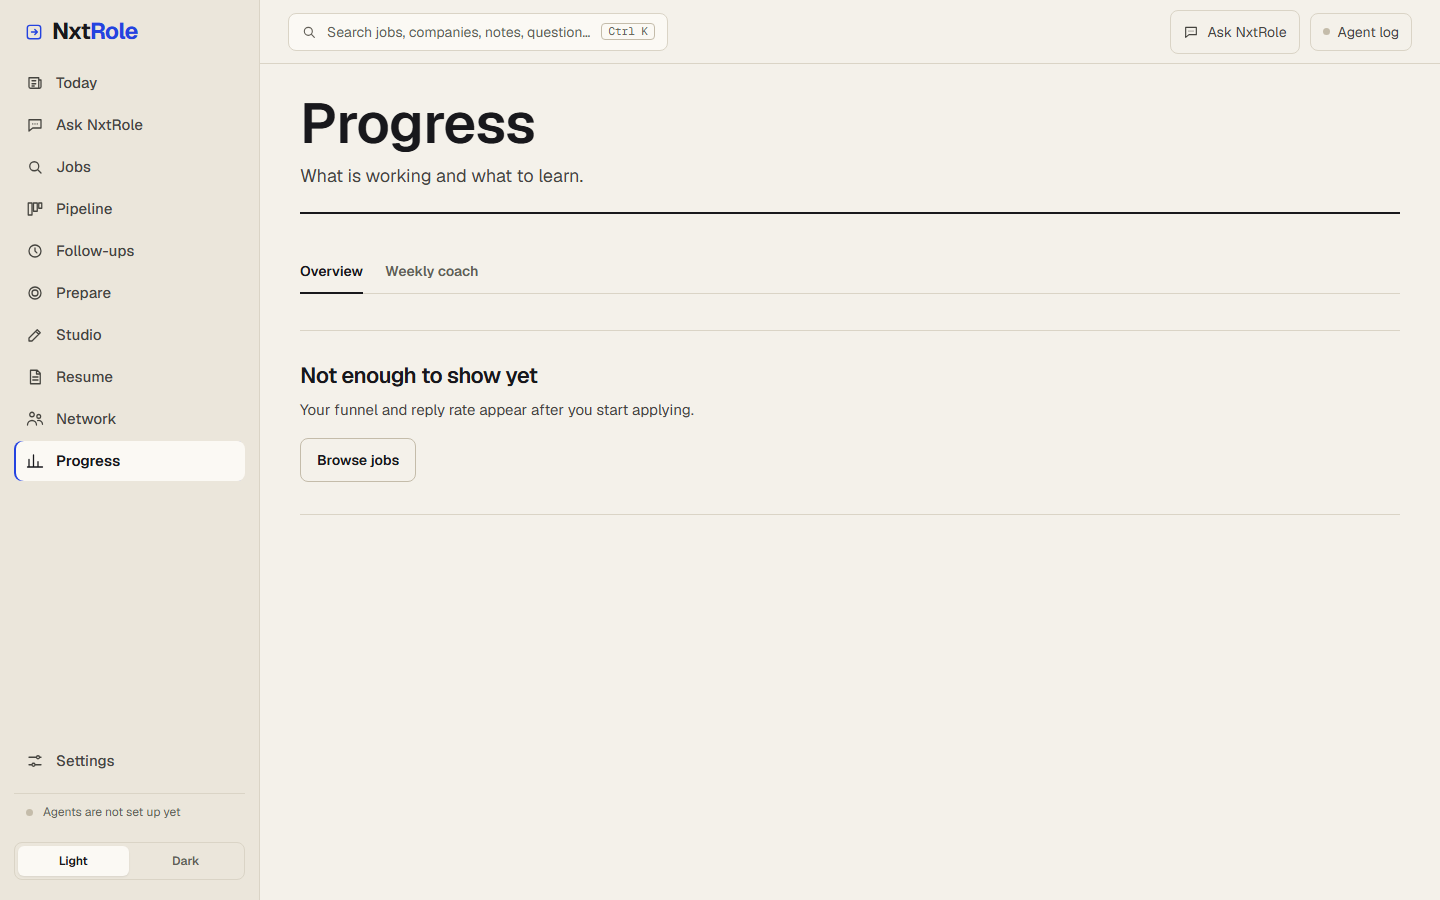 NxtRole
Today
Ask NxtRole
Jobs
Pipeline
Follow-ups
Prepare
Studio
Resume
Network
Progress
Settings
Agents are not set up yet
Light
Dark
Search jobs, companies, notes, question...
Ctrl K
Ask NxtRole
Agent log
Progress
What is working and what to learn.
Overview
Weekly coach
Not enough to show yet
Your funnel and reply rate appear after you start applying.
Browse jobs